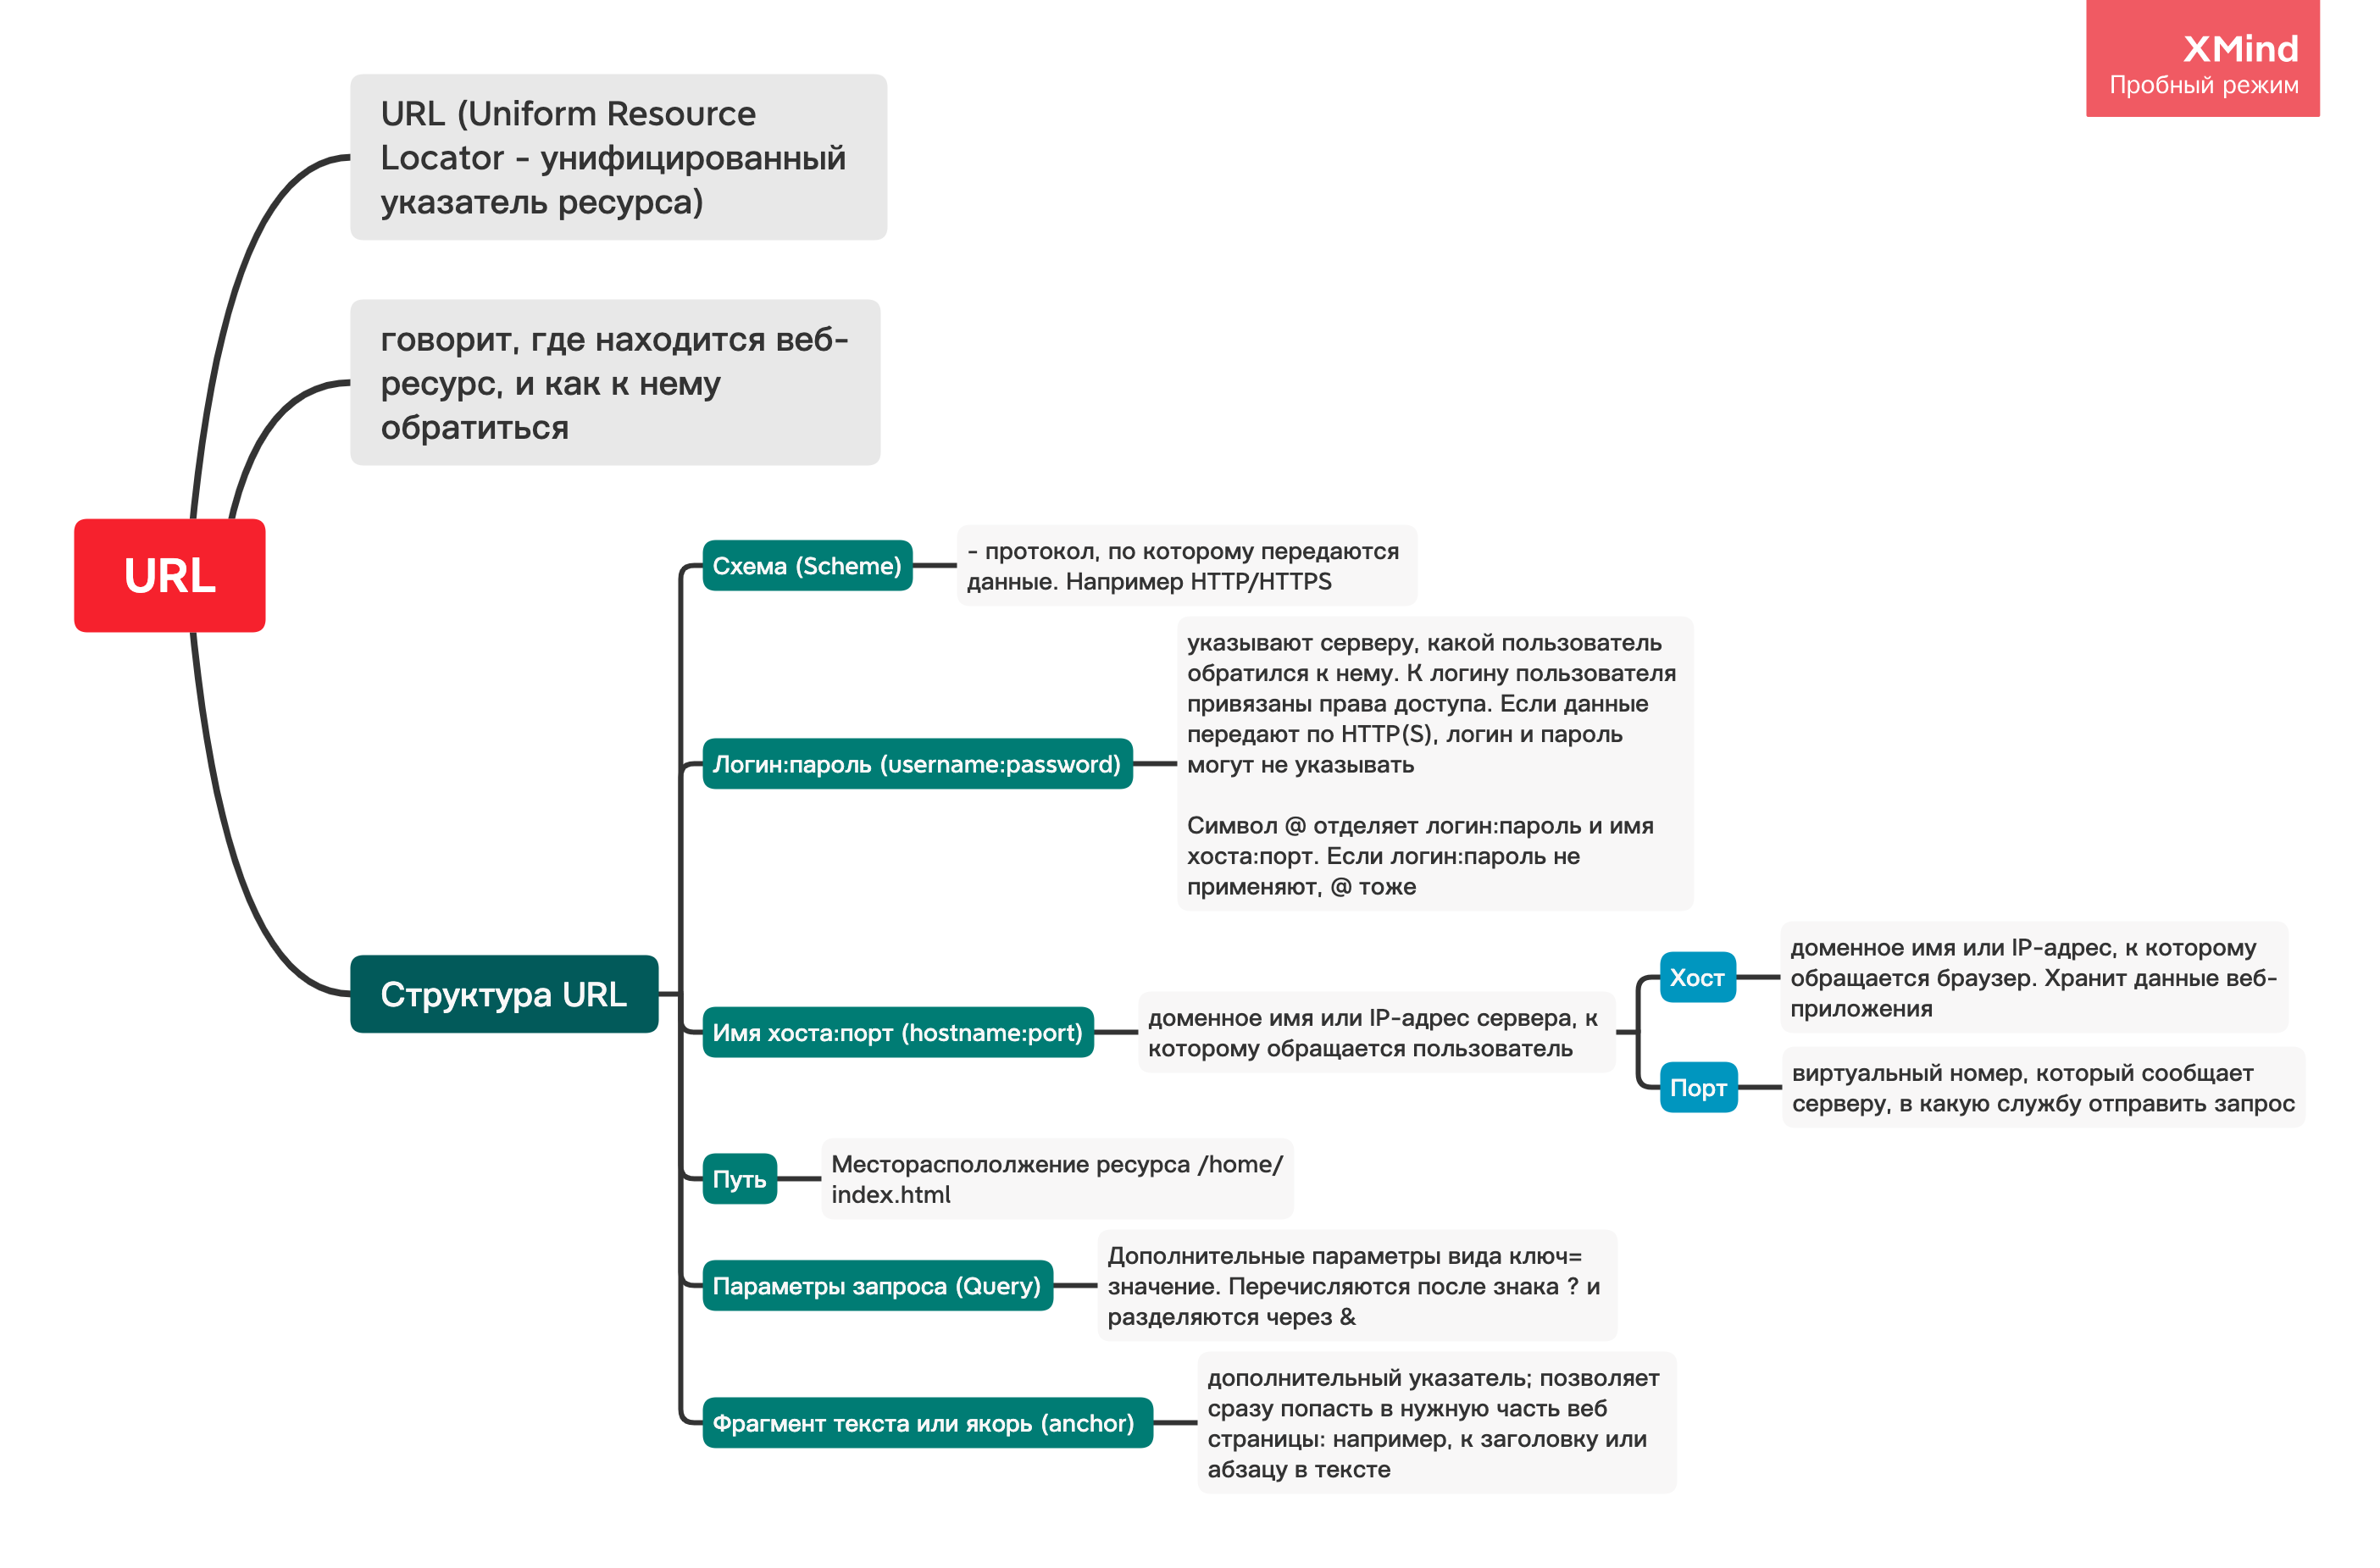 XMind
Пробный режим
URL (Uniform Resource
Locator - унифицированный
указатель ресурса)
говорит, где находится веб-
ресурс, и как к нему
обратиться
URL
Структура URL
Схема (Scheme)
- протокол, по которому передаются
данные. Например HTTP/HTTPS
Логин:пароль (username:password)
указывают серверу, какой пользователь
обратился к нему. К логину пользователя
привязаны права доступа. Если данные
передают по HTTP(S), логин и пароль
могут не указывать
Символ @ отделяет логин:пароль и имя
хоста:порт. Если логин:пароль не
применяют, @ тоже
Имя хоста:порт (hostname:port)
доменное имя или IP-адрес сервера, к
которому обращается пользователь
Хост
доменное имя или IP-адрес, к которому
обращается браузер. Хранит данные веб-
приложения
Порт
виртуальный номер, который сообщает
серверу, в какую службу отправить запрос
Путь
Месторасположение ресурса /home/
index.html
Параметры запроса (Query)
Дополнительные параметры вида ключ=
значение. Перечисляются после знака ? и
разделяются через &
Фрагмент текста или якорь (anchor)
дополнительный указатель; позволяет
сразу попасть в нужную часть веб
страницы: например, к заголовку или
абзацу в тексте